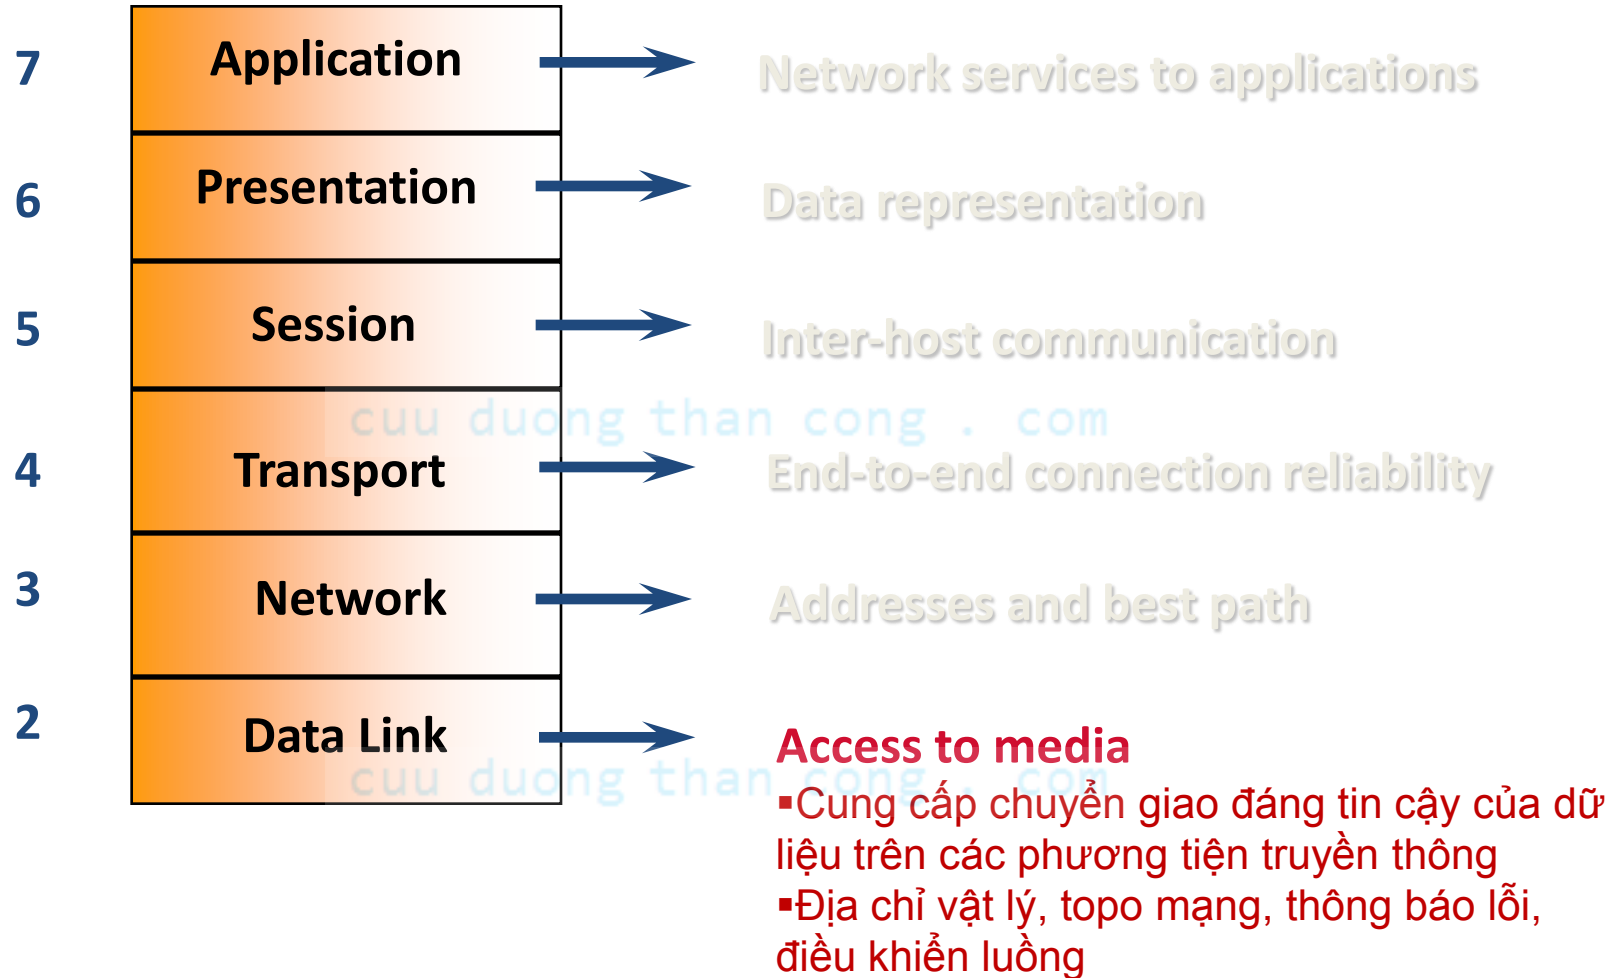 7 Application Network services to applications
6 Presentation Data representation
5 Session Inter-host communication
cuu duong than cong . com
4 Transport End-to-end connection reliability
3 Network Addresses and best path
2 Data Link Access to media
cuu duong than cong . com
▪Cung cấp chuyển giao đáng tin cậy của dữ
liệu trên các phương tiện truyền thông
▪Địa chỉ vật lý, topo mạng, thông báo lỗi,
điều khiển luồng